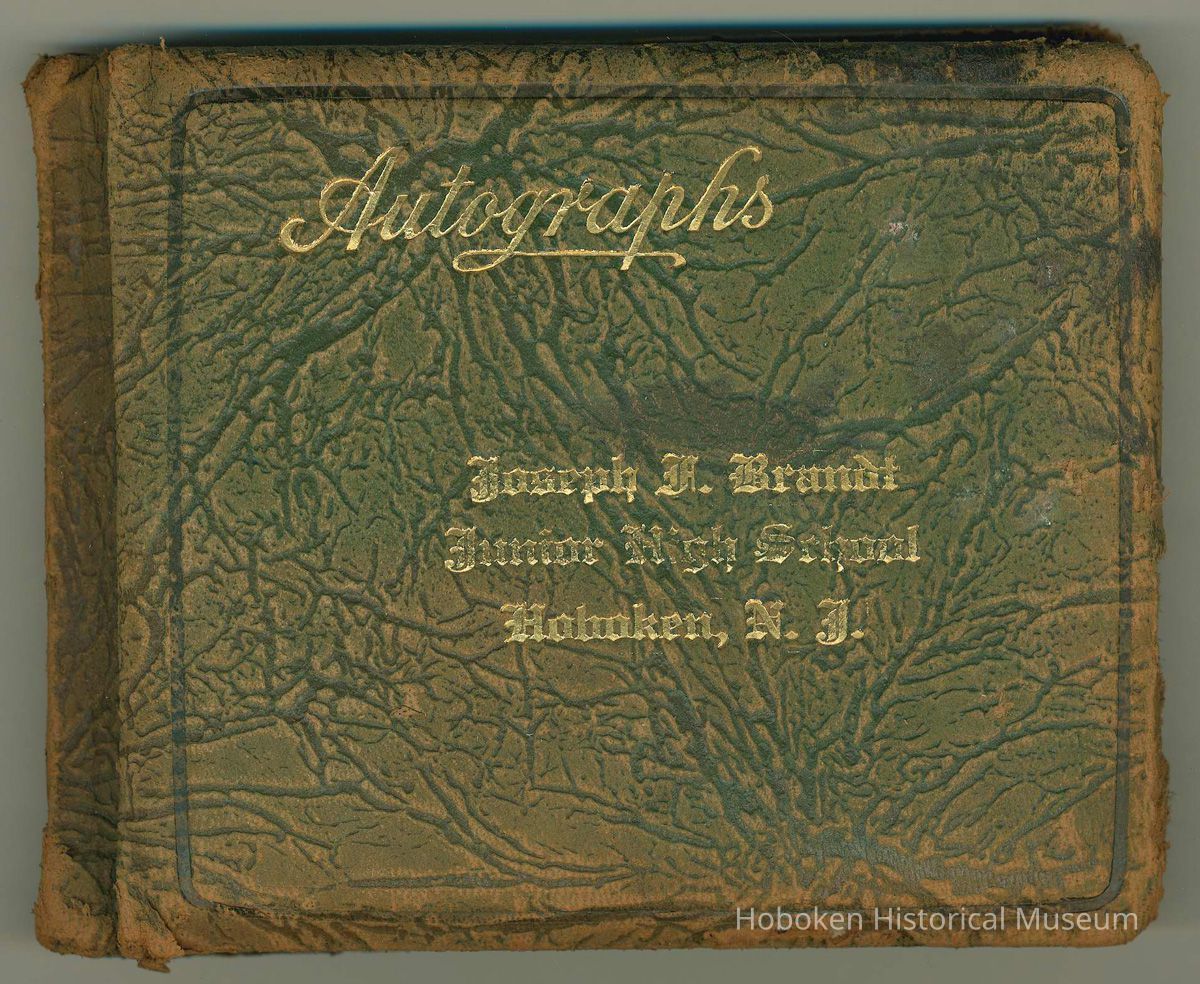 Autographs
Joseph F. Brandt
Junior High School
Hoboken, N. J.
Hoboken Historical Museum